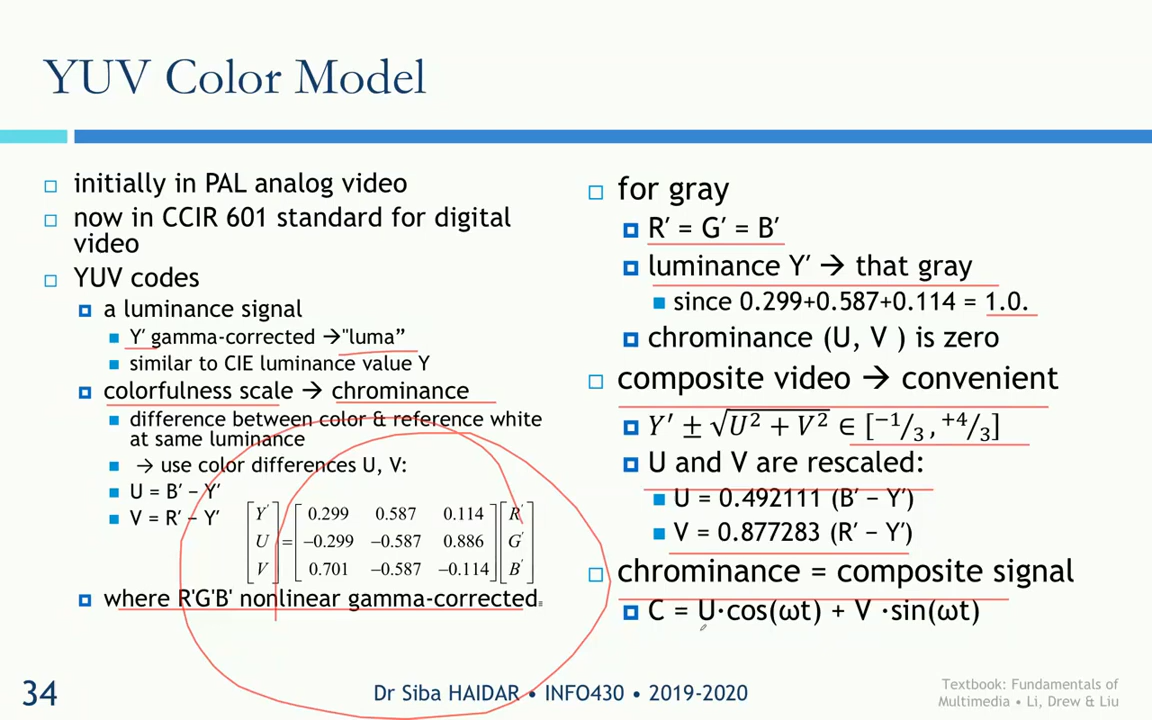 YUV Color Model
□ initially in PAL analog video
□ now in CCIR 601 standard for digital
video
□ YUV codes
a luminance signal
■ Y′ gamma-corrected →"luma”
■ similar to CIE luminance value Y
colorfulness scale → chrominance
■ difference between color & reference white
at same luminance
■ → use color differences U, V:
■ U = B′ − Y′
■ V = R′ − Y′
[Y′] [0.299 0.587 0.114] [R′]
[U] = [−0.299 −0.587 0.886] [G′]
[V] [0.701 −0.587 −0.114] [B′]
where R'G'B' nonlinear gamma-corrected.
□ for gray
R′ = G′ = B′
luminance Y′ → that gray
■ since 0.299+0.587+0.114 = 1.0.
chrominance (U, V ) is zero
□ composite video → convenient
Y′ ± √U² + V² ∈ [−1/3 , +4/3]
U and V are rescaled:
■ U = 0.492111 (B′ − Y′)
■ V = 0.877283 (R′ − Y′)
□ chrominance = composite signal
C = U·cos(ωt) + V ·sin(ωt)
34
Dr Siba HAIDAR • INFO430 • 2019-2020
Textbook: Fundamentals of
Multimedia • Li, Drew & Liu